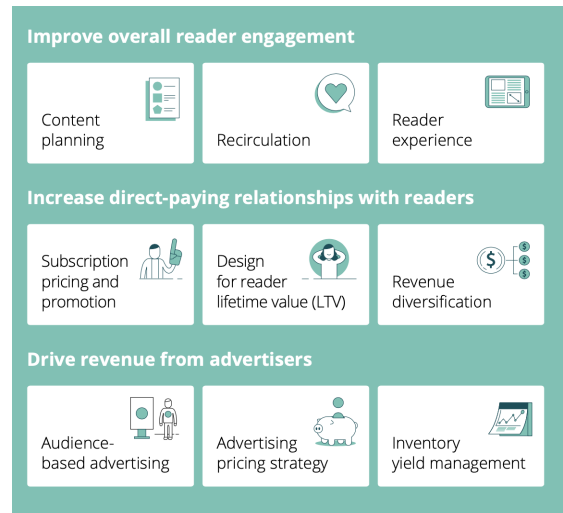 Improve overall reader engagement
Content
planning
Recirculation
Reader
experience
Increase direct-paying relationships with readers
Subscription
pricing and
promotion
Design
for reader
lifetime value (LTV)
$
$
$
$
Revenue
diversification
Drive revenue from advertisers
Audience-
based advertising
Advertising
pricing strategy
Inventory
yield management